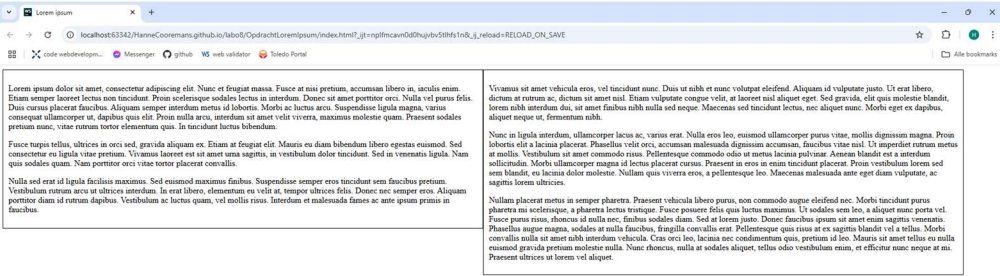 Lorem ipsum
localhost:63342/HanneCooremans.github.io/labo8/OpdrachtLoremIpsum/index.html?_ijt=nplfmcavn0d0hujvbv5tlhfs1n&_ij_reload=RELOAD_ON_SAVE
H
code webdevelopm...
Messenger
github
web validator
Toledo Portal
Alle bookmarks
Lorem ipsum dolor sit amet, consectetur adipiscing elit. Nunc et feugiat massa. Fusce at nisi pretium, accumsan libero in, iaculis enim.
Etiam semper laoreet lectus non tincidunt. Proin scelerisque sodales lectus in interdum. Donec sit amet porttitor orci. Nulla vel purus felis.
Duis cursus placerat faucibus. Aliquam semper interdum metus id lobortis. Morbi ac luctus arcu. Suspendisse ligula magna, varius
consequat ullamcorper ut, dapibus quis elit. Proin nulla arcu, interdum sit amet velit viverra, maximus molestie quam. Praesent sodales
pretium nunc, vitae rutrum tortor elementum quis. In tincidunt luctus bibendum.
Fusce turpis tellus, ultrices in orci sed, gravida aliquam ex. Etiam at feugiat elit. Mauris eu diam bibendum libero egestas euismod. Sed
consectetur eu ligula vitae pretium. Vivamus laoreet est sit amet urna sagittis, in vestibulum dolor tincidunt. Sed in venenatis ligula. Nam
quis sodales quam. Nam porttitor orci vitae tortor placerat convallis.
Nulla sed erat id ligula facilisis maximus. Sed euismod maximus finibus. Suspendisse semper eros tincidunt sem faucibus pretium.
Vestibulum rutrum arcu ut ultrices interdum. In erat libero, elementum eu velit at, tempor ultrices felis. Donec nec semper eros. Aliquam
porttitor diam id rutrum dapibus. Vestibulum ac luctus quam, vel mollis risus. Interdum et malesuada fames ac ante ipsum primis in
faucibus.
Vivamus sit amet vehicula eros, vel tincidunt nunc. Duis ut nibh et nunc volutpat eleifend. Aliquam id vulputate justo. Ut erat libero,
dictum at rutrum ac, dictum sit amet nisl. Etiam vulputate congue velit, at laoreet nisl aliquet eget. Sed gravida, elit quis molestie blandit,
lorem nibh interdum dui, sit amet finibus nibh nulla sed neque. Maecenas sed tincidunt lectus, nec aliquet nunc. Morbi eget ex dapibus,
aliquet neque ut, fermentum nibh.
Nunc in ligula interdum, ullamcorper lacus ac, varius erat. Nulla eros leo, euismod ullamcorper purus vitae, mollis dignissim magna. Proin
lobortis elit a lacinia placerat. Phasellus velit orci, accumsan malesuada dignissim accumsan, faucibus vitae nisl. Ut imperdiet rutrum metus
at mollis. Vestibulum sit amet commodo risus. Pellentesque commodo odio ut metus lacinia pulvinar. Aenean blandit est a interdum
sollicitudin. Morbi ullamcorper magna id lectus placerat cursus. Praesent in eros in enim tincidunt placerat. Proin vestibulum lorem sed
sem blandit, eu lacinia dolor molestie. Nullam quis viverra eros, a pellentesque leo. Maecenas malesuada ante eget diam vulputate, ac
sagittis lorem ultricies.
Nullam placerat metus in semper pharetra. Praesent vehicula libero purus, non commodo augue eleifend nec. Morbi tincidunt purus
pharetra mi scelerisque, a pharetra lectus tristique. Fusce posuere felis quis luctus maximus. Ut sodales sem leo, a aliquet nunc porta vel.
Fusce purus risus, rhoncus id nulla nec, finibus sodales diam. Sed at lorem justo. Donec faucibus ipsum sit amet enim sagittis venenatis.
Phasellus augue magna, sodales at nulla faucibus, fringilla convallis erat. Pellentesque quis risus at ex sagittis blandit vel a tellus. Morbi
convallis nulla sit amet nibh interdum vehicula. Cras orci leo, lacinia nec condimentum quis, pretium id leo. Mauris sit amet tellus eu nulla
euismod gravida pretium molestie nulla. Nunc rhoncus, nulla at sodales aliquet, tellus odio vestibulum enim, et efficitur nunc neque at mi.
Praesent ultrices ut lorem vel aliquet.